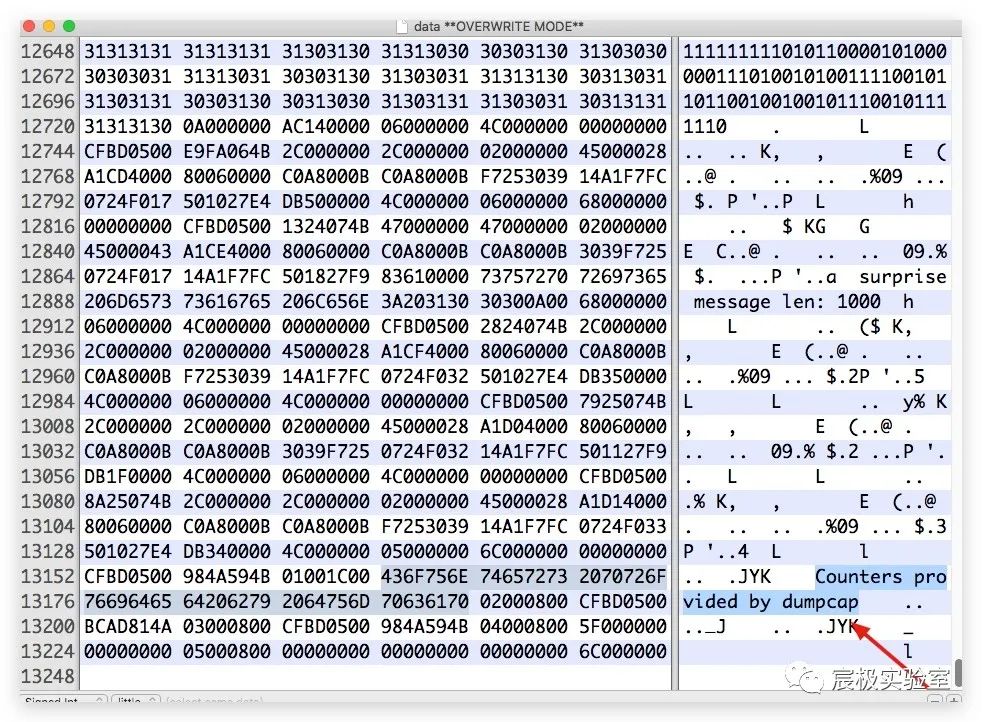 data **OVERWRITE MODE**
12648 31313131 31313131 31303130 31313030 30303130 31303030 111111111010110000101000
12672 30303031 31313031 30303130 31303031 31313130 30313031 000111010010100111100101
12696 31303131 30303130 30313030 31303131 31303031 30313131 101100100100101110010111
12720 31313130 0A000000 AC140000 06000000 4C000000 00000000 1110 . L
12744 CFBD0500 E9FA064B 2C000000 2C000000 02000000 45000028 .. .. K, , E (
12768 A1CD4000 80060000 C0A8000B C0A8000B F7253039 14A1F7FC ..@ . .. .. .%09 ...
12792 0724F017 501027E4 DB500000 4C000000 06000000 68000000 $. P '..P L h
12816 00000000 CFBD0500 1324074B 47000000 47000000 02000000 .. $ KG G
12840 45000043 A1CE4000 80060000 C0A8000B C0A8000B 3039F725 E C..@ . .. .. 09.%
12864 0724F017 14A1F7FC 501827F9 83610000 73757270 72697365 $. ...P '..a surprise
12888 206D6573 73616765 206C656E 3A203130 30300A00 68000000 message len: 1000 h
12912 06000000 4C000000 00000000 CFBD0500 2824074B 2C000000 L .. ($ K,
12936 2C000000 02000000 45000028 A1CF4000 80060000 C0A8000B , E (..@ . ..
12960 C0A8000B F7253039 14A1F7FC 0724F032 501027E4 DB350000 .. .%09 ... $.2P '..5
12984 4C000000 06000000 4C000000 00000000 CFBD0500 7925074B L L .. y% K
13008 2C000000 2C000000 02000000 45000028 A1D04000 80060000 , , E (..@ .
13032 C0A8000B C0A8000B 3039F725 0724F032 14A1F7FC 501127F9 .. .. 09.% $.2 ...P '.
13056 DB1F0000 4C000000 06000000 4C000000 00000000 CFBD0500 . L L ..
13080 8A25074B 2C000000 2C000000 02000000 45000028 A1D14000 .% K, , E (..@
13104 80060000 C0A8000B C0A8000B F7253039 14A1F7FC 0724F033 . .. .. .%09 ... $.3
13128 501027E4 DB340000 4C000000 05000000 6C000000 00000000 P '..4 L l
13152 CFBD0500 984A594B 01001C00 436F756E 74657273 2070726F .. .JYK Counters pro
13176 76696465 64206279 2064756D 70636170 02000800 CFBD0500 vided by dumpcap ..
13200 BCAD814A 03000800 CFBD0500 984A594B 04000800 5F000000 .._J .. .JYK _
13224 00000000 05000800 00000000 00000000 00000000 6C000000 l
13248
宸极实验室